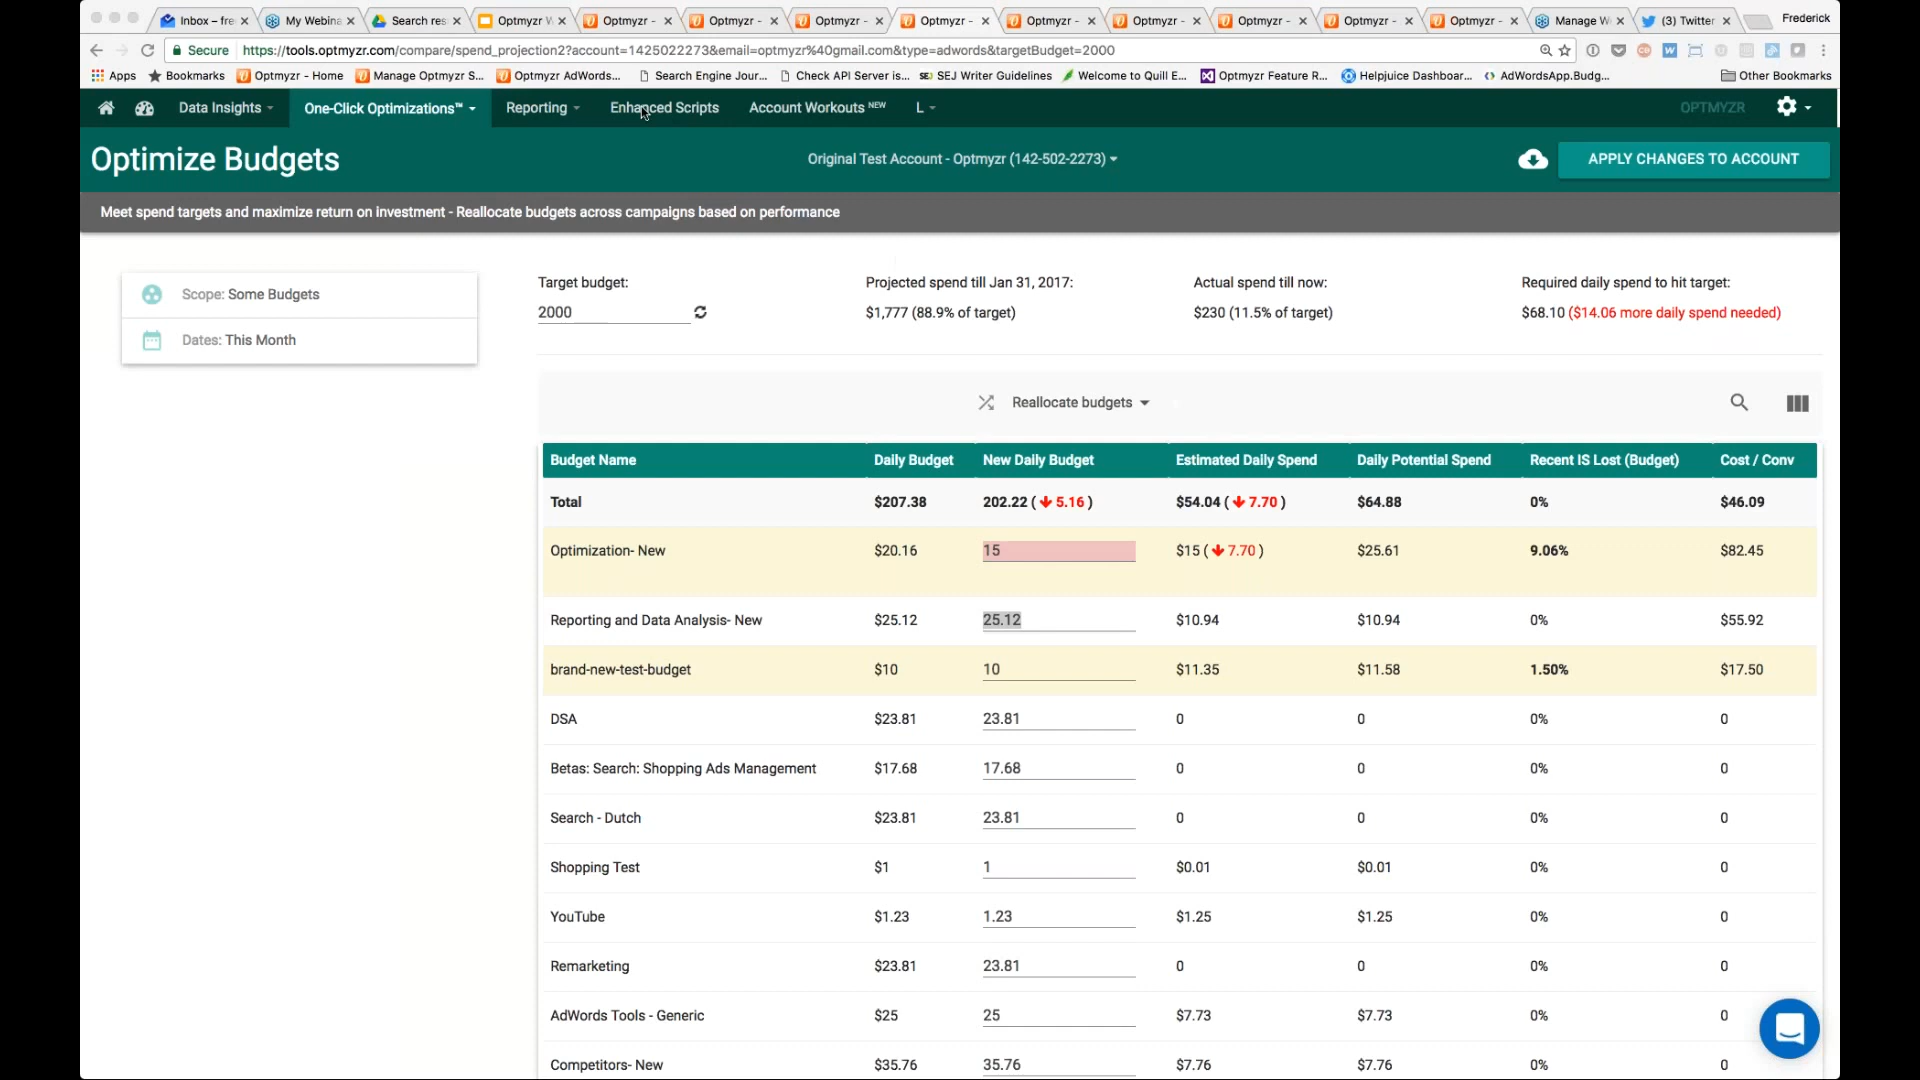 Inbox – fre
My Webina
Search res
Optmyzr W
Optmyzr -
Optmyzr -
Optmyzr -
Optmyzr -
Optmyzr -
Optmyzr -
Optmyzr -
Optmyzr -
Optmyzr -
Manage W
(3) Twitter
Frederick
Secure
https://tools.optmyzr.com/compare/spend_projection2?account=1425022273&email=optmyzr%40gmail.com&type=adwords&targetBudget=2000
Apps
Bookmarks
Optmyzr - Home
Manage Optmyzr S...
Optmyzr AdWords...
Search Engine Jour...
Check API Server is...
SEJ SEJ Writer Guidelines
Welcome to Quill E...
Optmyzr Feature R...
Helpjuice Dashboar...
AdWordsApp.Budg...
Other Bookmarks
Data Insights
One-Click Optimizations™
Reporting
Enhanced Scripts
Account Workouts NEW
L
OPTMYZR
Optimize Budgets
Original Test Account - Optmyzr (142-502-2273)
APPLY CHANGES TO ACCOUNT
Meet spend targets and maximize return on investment - Reallocate budgets across campaigns based on performance
Scope: Some Budgets
Dates: This Month
Target budget:
2000
Projected spend till Jan 31, 2017:
$1,777 (88.9% of target)
Actual spend till now:
$230 (11.5% of target)
Required daily spend to hit target:
$68.10 ($14.06 more daily spend needed)
Reallocate budgets
Budget Name Daily Budget New Daily Budget Estimated Daily Spend Daily Potential Spend Recent IS Lost (Budget) Cost / Conv
Total $207.38 202.22 ( 5.16 ) $54.04 ( 7.70 ) $64.88 0% $46.09
Optimization- New $20.16 15 $15 ( 7.70 ) $25.61 9.06% $82.45
Reporting and Data Analysis- New $25.12 25.12 $10.94 $10.94 0% $55.92
brand-new-test-budget $10 10 $11.35 $11.58 1.50% $17.50
DSA $23.81 23.81 0 0 0% 0
Betas: Search: Shopping Ads Management $17.68 17.68 0 0 0% 0
Search - Dutch $23.81 23.81 0 0 0% 0
Shopping Test $1 1 $0.01 $0.01 0% 0
YouTube $1.23 1.23 $1.25 $1.25 0% 0
Remarketing $23.81 23.81 0 0 0% 0
AdWords Tools - Generic $25 25 $7.73 $7.73 0% 0
Competitors- New $35.76 35.76 $7.76 $7.76 0% 0